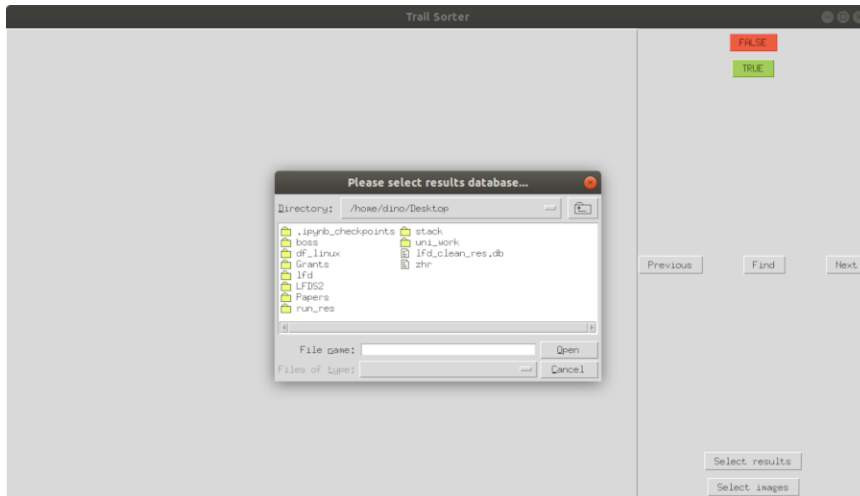 Trail Sorter
FALSE
TRUE
Please select results database...
Directory: /home/dino/Desktop
.ipynb_checkpoints stack
boss uni_work
df_linux lfd_clean_res.db
Grants zhr
lfd
LFDS2
Papers
run_res
File name: Open
Files of type: Cancel
Previous Find Next
Select results
Select images